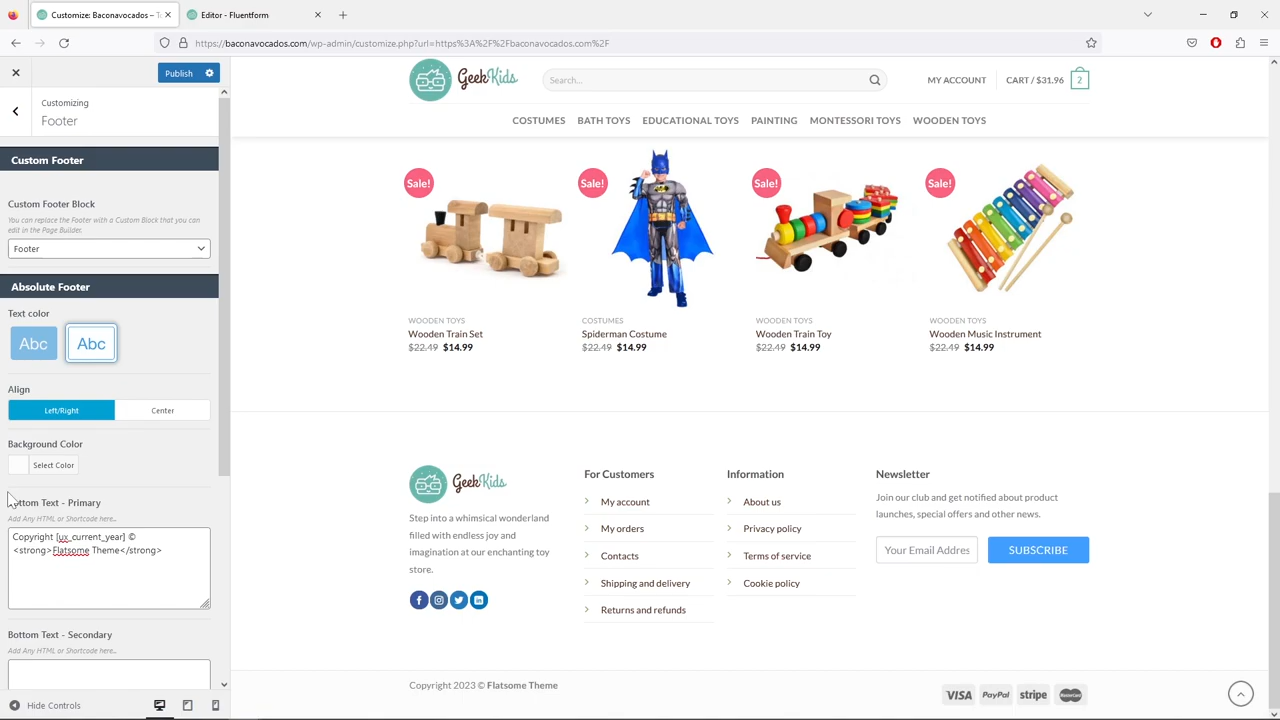 Customize: Baconavocados – To
Editor - Fluentform
https://baconavocados.com/wp-admin/customize.php?url=https%3A%2F%2Fbaconavocados.com%2F
Publish
Customizing
Footer
Custom Footer
Custom Footer Block
You can replace the Footer with a Custom Block that you
can edit in the Page Builder.
Footer
Absolute Footer
Text color
Abc
Abc
Align
Left/Right
Center
Background Color
Select Color
Bottom Text - Primary
Add Any HTML or Shortcode here...
Copyright [ux_current_year] ©
<strong>Flatsome Theme</strong>
Bottom Text - Secondary
Add Any HTML or Shortcode here...
Hide Controls
GeekKids
Search...
MY ACCOUNT
CART / $31.96
2
COSTUMES
BATH TOYS
EDUCATIONAL TOYS
PAINTING
MONTESSORI TOYS
WOODEN TOYS
Sale!
Sale!
Sale!
Sale!
WOODEN TOYS
Wooden Train Set
$22.49 $14.99
COSTUMES
Spiderman Costume
$22.49 $14.99
WOODEN TOYS
Wooden Train Toy
$22.49 $14.99
WOODEN TOYS
Wooden Music Instrument
$22.49 $14.99
GeekKids
Step into a whimsical wonderland
filled with endless joy and
imagination at our enchanting toy
store.
For Customers
My account
My orders
Contacts
Shipping and delivery
Returns and refunds
Information
About us
Privacy policy
Terms of service
Cookie policy
Newsletter
Join our club and get notified about product
launches, special offers and other news.
Your Email Addres
SUBSCRIBE
Copyright 2023 © Flatsome Theme
VISA
PayPal
stripe
MasterCard